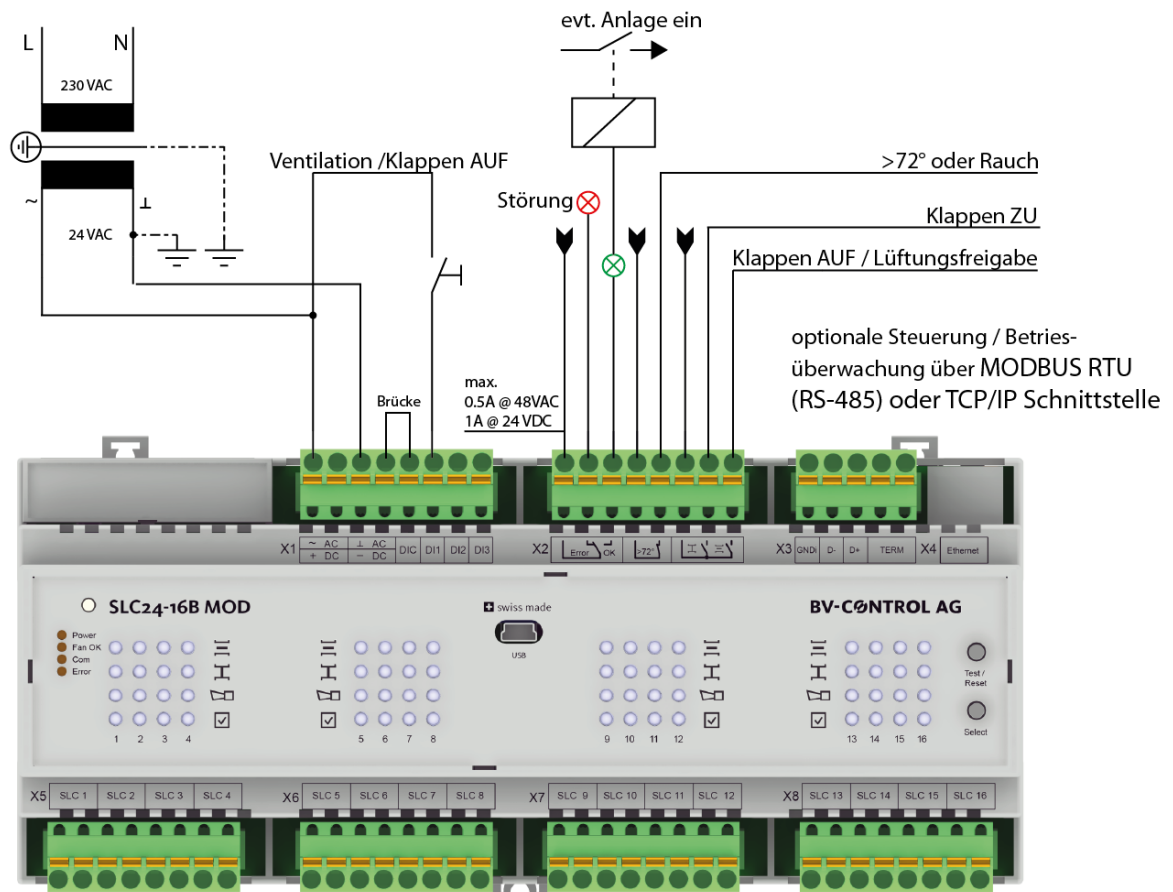 evt. Anlage ein
L N
230 VAC
Ventilation /Klappen AUF
>72° oder Rauch
~ ⊥
Störung
Klappen ZU
24 VAC
Klappen AUF / Lüftungsfreigabe
optionale Steuerung / Betries-
überwachung über MODBUS RTU
(RS-485) oder TCP/IP Schnittstelle
max.
0.5A @ 48VAC
1A @ 24 VDC
Brücke
X1 ~ AC ⊥ AC DIC DI1 DI2 DI3
+ DC − DC
X2 Error OK >72°
X3 GNDi D- D+ TERM X4 Ethernet
SLC24-16B MOD
swiss made
BV-CONTROL AG
USB
Power
Fan OK
Com
Error
Test /
Reset
Select
1 2 3 4
5 6 7 8
9 10 11 12
13 14 15 16
X5 SLC 1 SLC 2 SLC 3 SLC 4
X6 SLC 5 SLC 6 SLC 7 SLC 8
X7 SLC 9 SLC 10 SLC 11 SLC 12
X8 SLC 13 SLC 14 SLC 15 SLC 16